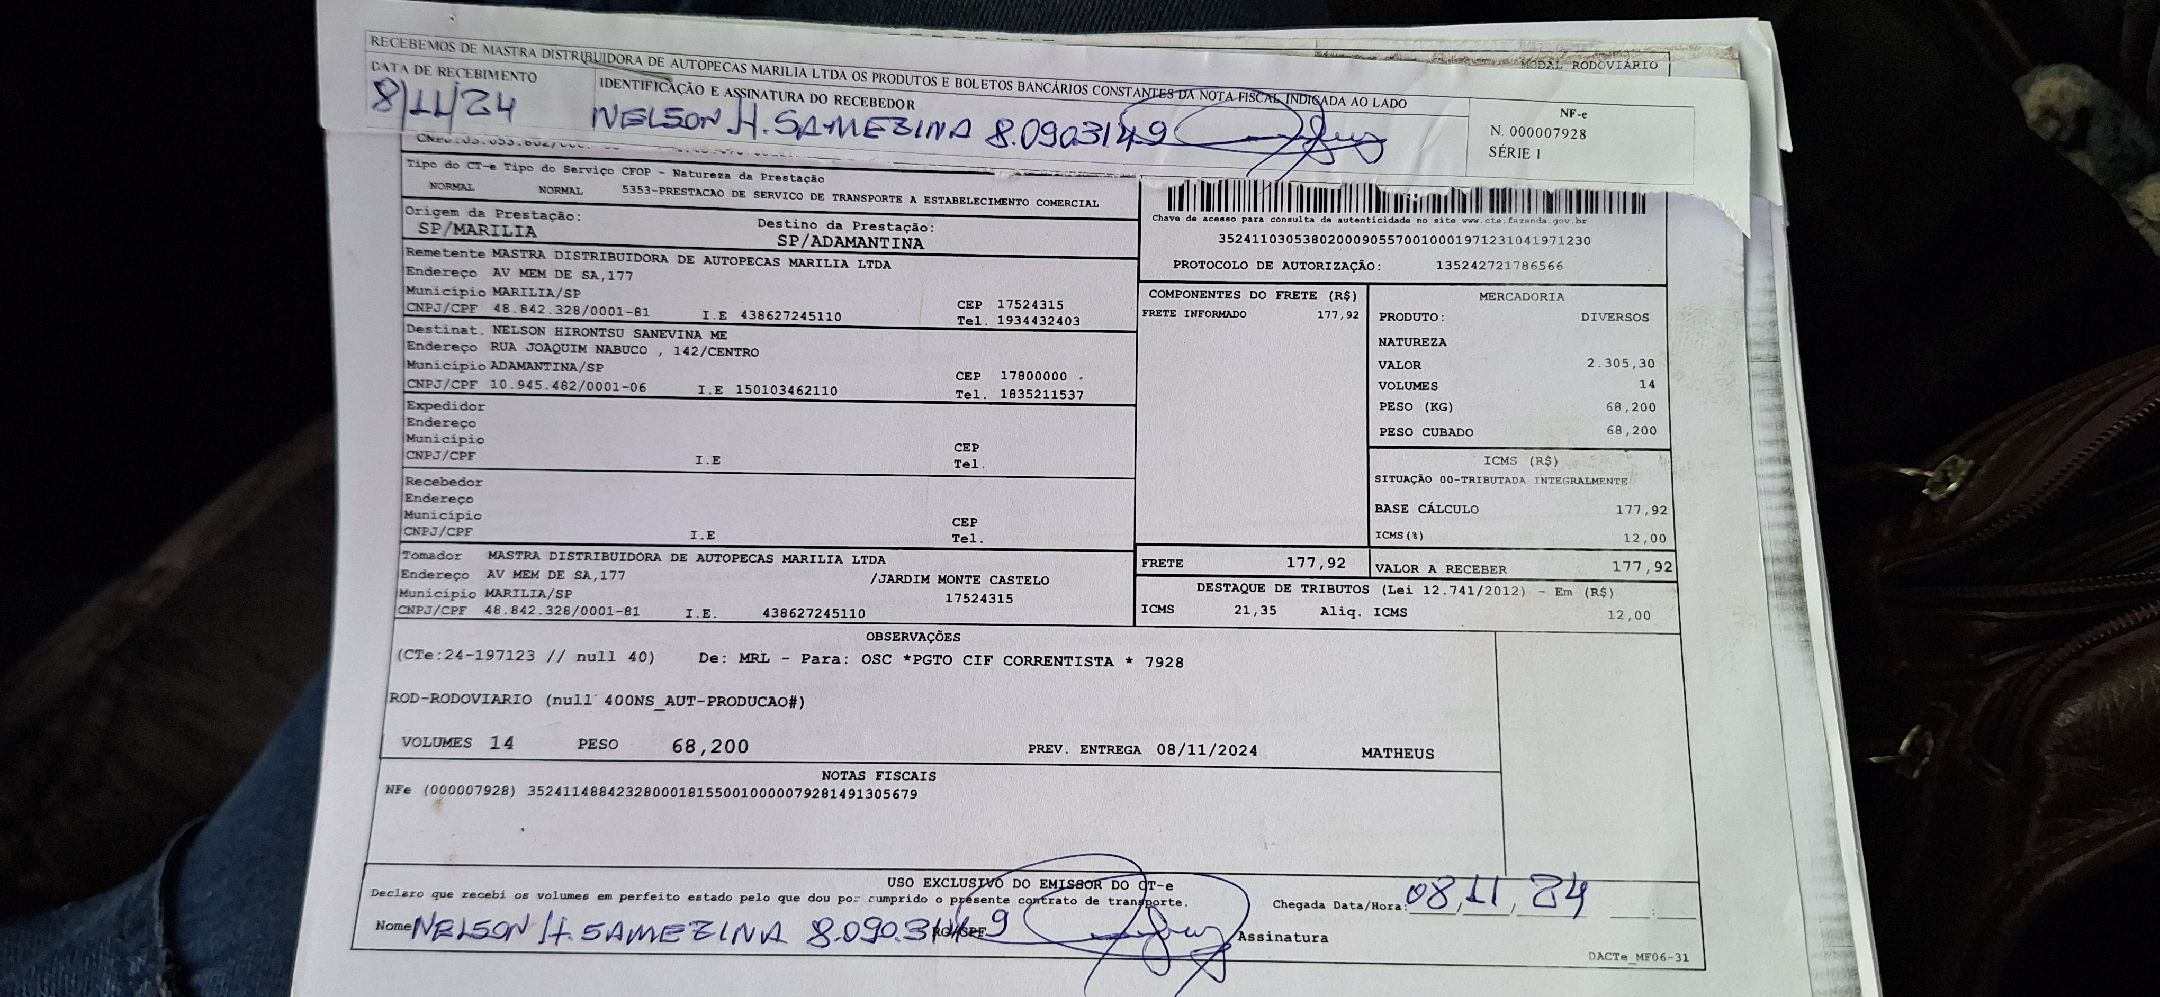 MODAL RODOVIÁRIO
RECEBEMOS DE MASTRA DISTRIBUIDORA DE AUTOPECAS MARILIA LTDA OS PRODUTOS E BOLETOS BANCÁRIOS CONSTANTES DA NOTA FISCAL INDICADA AO LADO
DATA DE RECEBIMENTO
8/11/24
IDENTIFICAÇÃO E ASSINATURA DO RECEBEDOR
NELSON H. SAMEZINA 8.090.3149
NF-e
N. 000007928
SÉRIE 1
Tipo do CT-e Tipo do Serviço CFOP - Natureza da Prestação
NORMAL NORMAL 5353-PRESTACAO DE SERVICO DE TRANSPORTE A ESTABELECIMENTO COMERCIAL
Origem da Prestação: Destino da Prestação:
SP/MARILIA SP/ADAMANTINA
Chave de acesso para consulta de autenticidade no site www.cte.fazenda.gov.br
35241103053802000905570010001971231041971230
PROTOCOLO DE AUTORIZAÇÃO: 135242721786566
Remetente MASTRA DISTRIBUIDORA DE AUTOPECAS MARILIA LTDA
Endereço AV MEM DE SA,177
Município MARILIA/SP CEP 17524315
CNPJ/CPF 48.842.328/0001-81 I.E 438627245110 Tel. 1934432403
Destinat. NELSON HIRONTSU SANEVINA ME
Endereço RUA JOAQUIM NABUCO , 142/CENTRO
Município ADAMANTINA/SP CEP 17800000 -
CNPJ/CPF 10.945.482/0001-06 I.E 150103462110 Tel. 1835211537
Expedidor
Endereço
Município CEP
CNPJ/CPF I.E Tel.
Recebedor
Endereço
Município CEP
CNPJ/CPF I.E Tel.
Tomador MASTRA DISTRIBUIDORA DE AUTOPECAS MARILIA LTDA
Endereço AV MEM DE SA,177 /JARDIM MONTE CASTELO
Município MARILIA/SP 17524315
CNPJ/CPF 48.842.328/0001-81 I.E. 438627245110
COMPONENTES DO FRETE (R$)
FRETE INFORMADO 177,92
MERCADORIA
PRODUTO: DIVERSOS
NATUREZA
VALOR 2.305,30
VOLUMES 14
PESO (KG) 68,200
PESO CUBADO 68,200
ICMS (R$)
SITUAÇÃO 00-TRIBUTADA INTEGRALMENTE
BASE CÁLCULO 177,92
ICMS(%) 12,00
FRETE 177,92 VALOR A RECEBER 177,92
DESTAQUE DE TRIBUTOS (Lei 12.741/2012) - Em (R$)
ICMS 21,35 Aliq. ICMS 12,00
OBSERVAÇÕES
(CTe:24-197123 // null 40) De: MRL - Para: OSC *PGTO CIF CORRENTISTA * 7928
ROD-RODOVIARIO (null 400NS_AUT-PRODUCAO#)
VOLUMES 14 PESO 68,200 PREV. ENTREGA 08/11/2024 MATHEUS
NOTAS FISCAIS
NFe (000007928) 35241148842328000181550010000079281491305679
USO EXCLUSIVO DO EMISSOR DO CT-e
Declaro que recebi os volumes em perfeito estado pelo que dou por cumprido o presente contrato de transporte.
Chegada Data/Hora: 08,11,24
Nome NELSON H. SAMEZINA 8.090.3149 RG/CPF Assinatura
DACTe_MF06-31